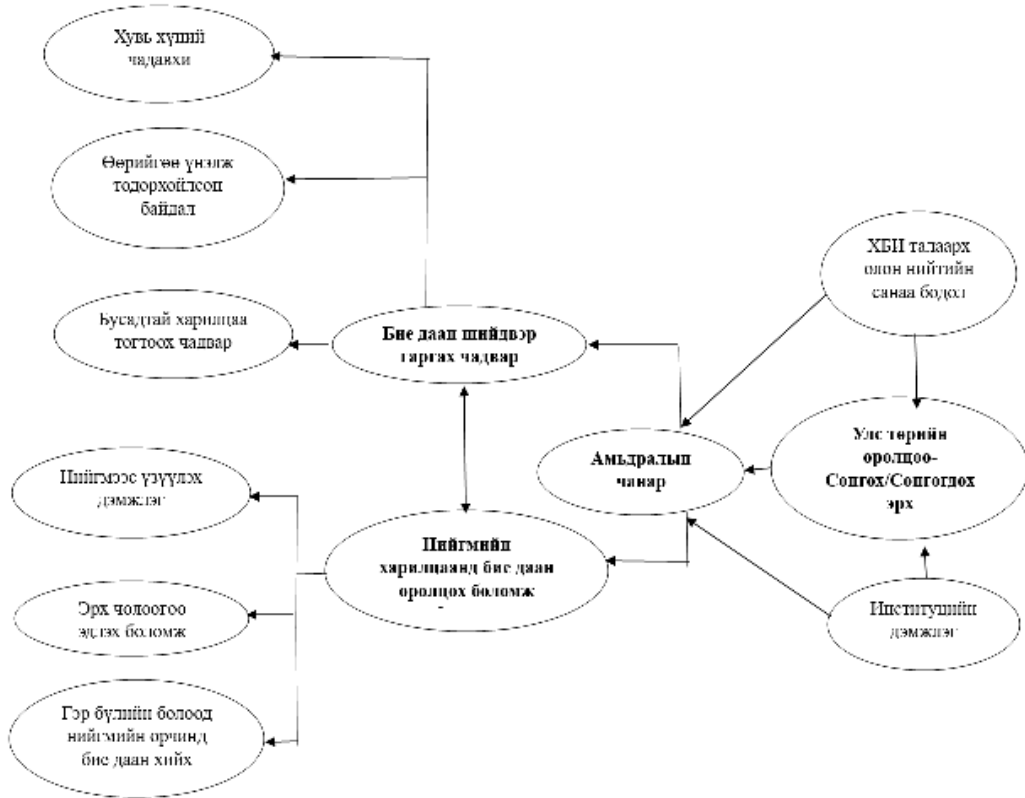 Хувь хүний
чадавхи
Өөрийгөө үнэлж
тодорхойлсон
байдал
Бусадтай харилцаа
тогтоох чадвар
Бие даан шийдвэр
гаргах чадвар
ХБИ талаарх
олон нийтийн
санаа бодол
Амьдралын
чанар
Улс төрийн
оролцоо-
Сонгох/Сонгогдох
эрх
Нийгмээс үзүүлэх
дэмжлэг
Нийгмийн
харилцаанд бие даан
оролцох боломж
Эрх чөлөөгөө
эдлэх боломж
Институцийн
дэмжлэг
Гэр бүлийн болоод
нийгмийн орчинд
бие даан хийх